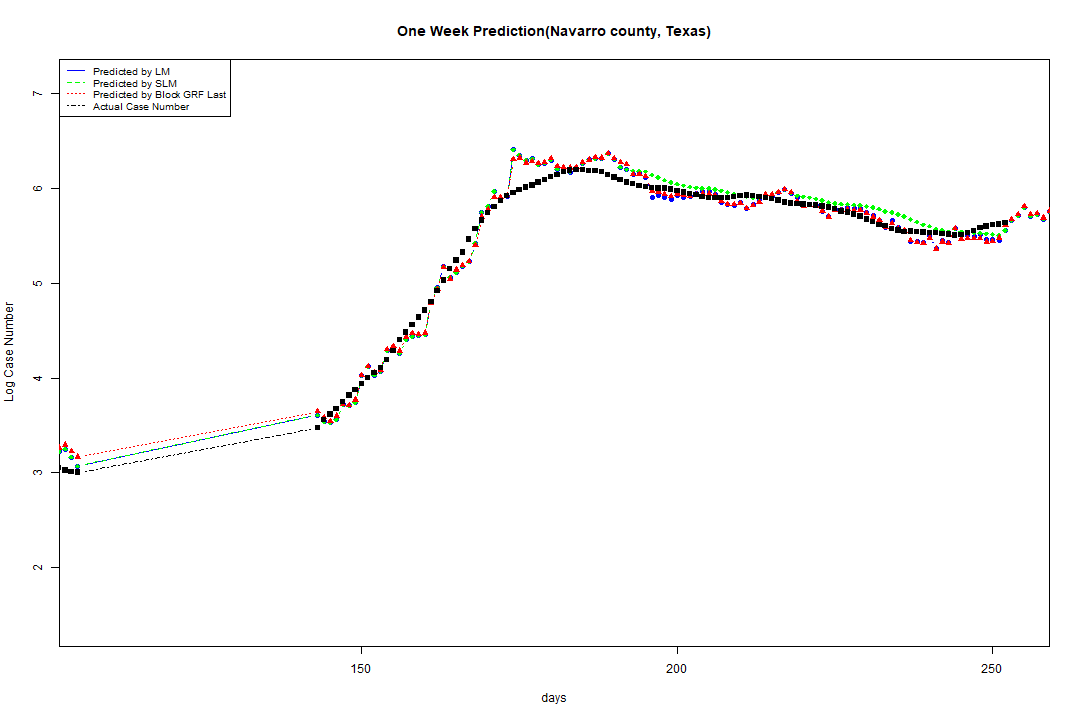 One Week Prediction(Navarro county, Texas)
Predicted by LM
Predicted by SLM
Predicted by Block GRF Last
Actual Case Number
7
6
5
4
3
2
Log Case Number
150
200
250
days